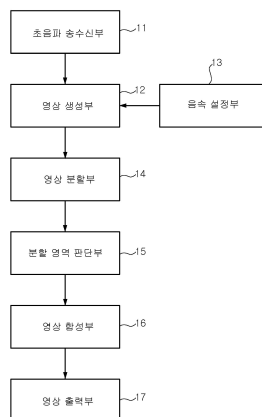 초음파 송수신부
11
영상 생성부
12
음속 설정부
13
영상 분할부
14
분할 영역 판단부
15
영상 합성부
16
영상 출력부
17